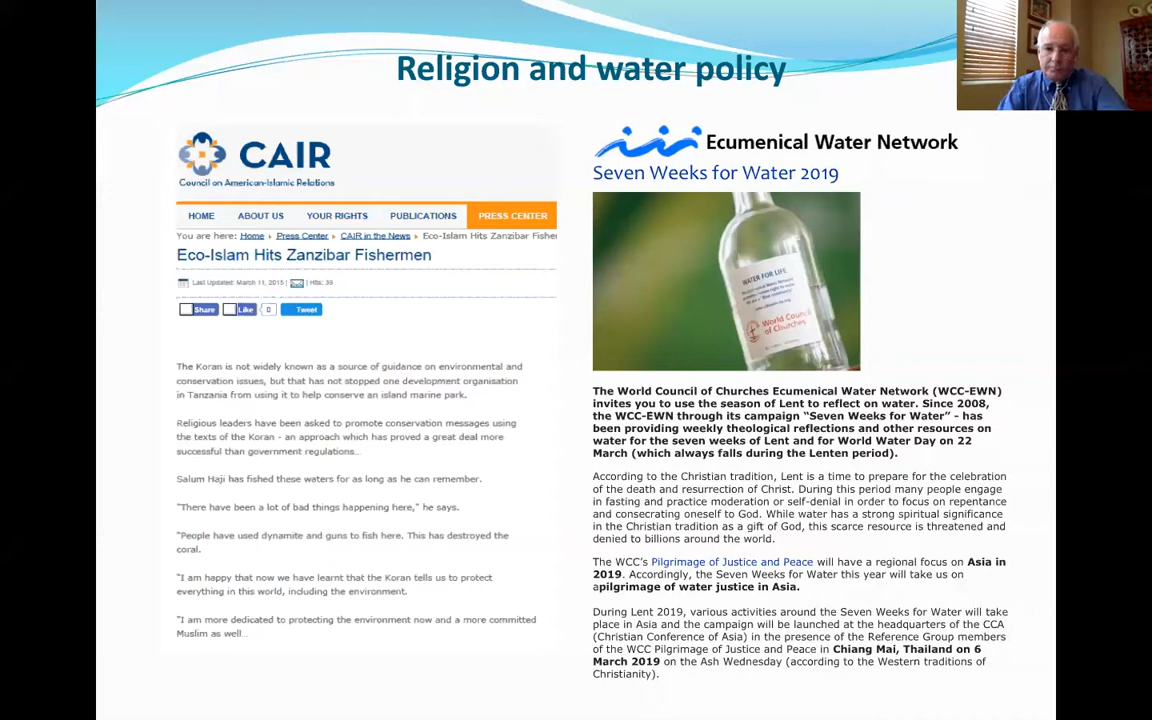 Religion and water policy
CAIR
Council on American-Islamic Relations
HOME ABOUT US YOUR RIGHTS PUBLICATIONS PRESS CENTER
You are here: Home ▸ Press Center ▸ CAIR in the News ▸ Eco-Islam Hits Zanzibar Fisher
Eco-Islam Hits Zanzibar Fishermen
Last Updated: March 11, 2015 | | Hits: 39
Share Like 0 Tweet
The Koran is not widely known as a source of guidance on environmental and
conservation issues, but that has not stopped one development organisation
in Tanzania from using it to help conserve an island marine park.
Religious leaders have been asked to promote conservation messages using
the texts of the Koran - an approach which has proved a great deal more
successful than government regulations...
Salum Haji has fished these waters for as long as he can remember.
"There have been a lot of bad things happening here," he says.
"People have used dynamite and guns to fish here. This has destroyed the
coral.
"I am happy that now we have learnt that the Koran tells us to protect
everything in this world, including the environment.
"I am more dedicated to protecting the environment now and a more committed
Muslim as well...
Ecumenical Water Network
Seven Weeks for Water 2019
WATER FOR LIFE
World Council
of Churches
The World Council of Churches Ecumenical Water Network (WCC-EWN)
invites you to use the season of Lent to reflect on water. Since 2008,
the WCC-EWN through its campaign “Seven Weeks for Water” - has
been providing weekly theological reflections and other resources on
water for the seven weeks of Lent and for World Water Day on 22
March (which always falls during the Lenten period).
According to the Christian tradition, Lent is a time to prepare for the celebration
of the death and resurrection of Christ. During this period many people engage
in fasting and practice moderation or self-denial in order to focus on repentance
and consecrating oneself to God. While water has a strong spiritual significance
in the Christian tradition as a gift of God, this scarce resource is threatened and
denied to billions around the world.
The WCC’s Pilgrimage of Justice and Peace will have a regional focus on Asia in
2019. Accordingly, the Seven Weeks for Water this year will take us on
apilgrimage of water justice in Asia.
During Lent 2019, various activities around the Seven Weeks for Water will take
place in Asia and the campaign will be launched at the headquarters of the CCA
(Christian Conference of Asia) in the presence of the Reference Group members
of the WCC Pilgrimage of Justice and Peace in Chiang Mai, Thailand on 6
March 2019 on the Ash Wednesday (according to the Western traditions of
Christianity).